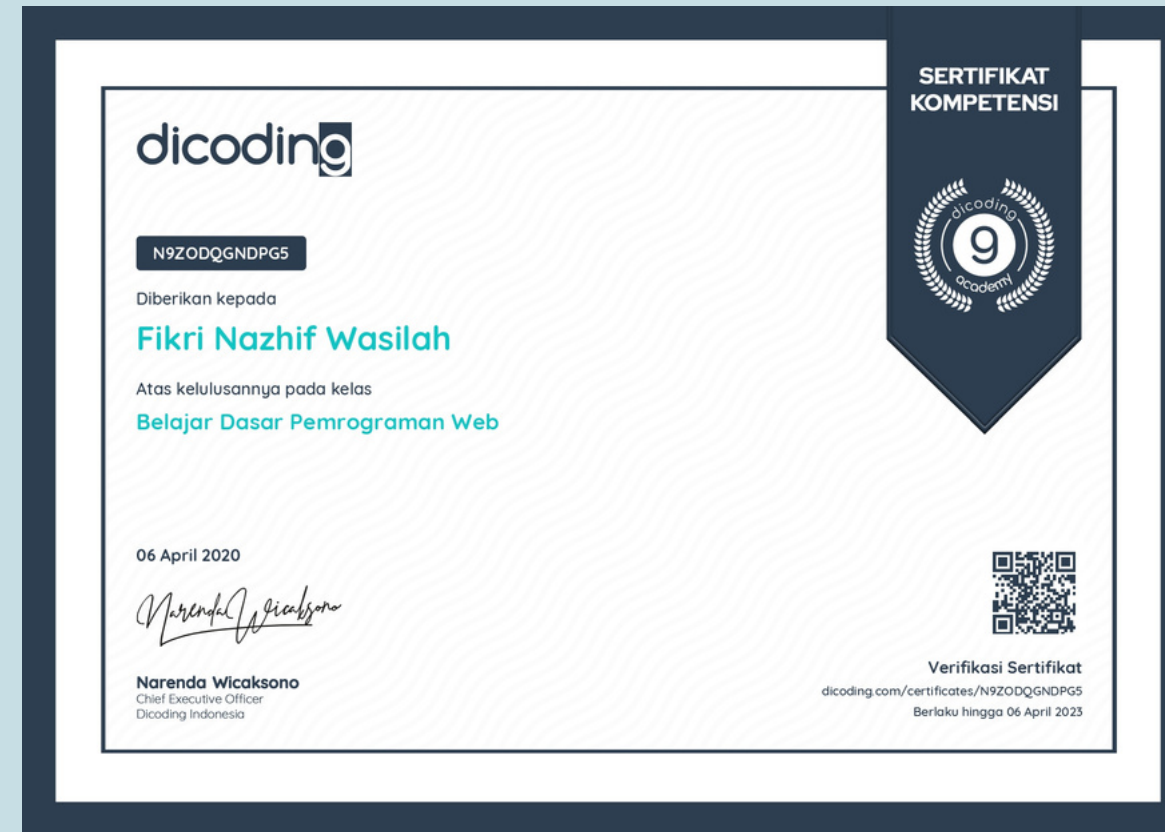 SERTIFIKAT
KOMPETENSI
dicoding
dicoding
9
academy
N9ZODQGNDPG5
Diberikan kepada
Fikri Nazhif Wasilah
Atas kelulusannya pada kelas
Belajar Dasar Pemrograman Web
06 April 2020
Narenda Wicaksono
Narenda Wicaksono
Chief Executive Officer
Dicoding Indonesia
Verifikasi Sertifikat
dicoding.com/certificates/N9ZODQGNDPG5
Berlaku hingga 06 April 2023